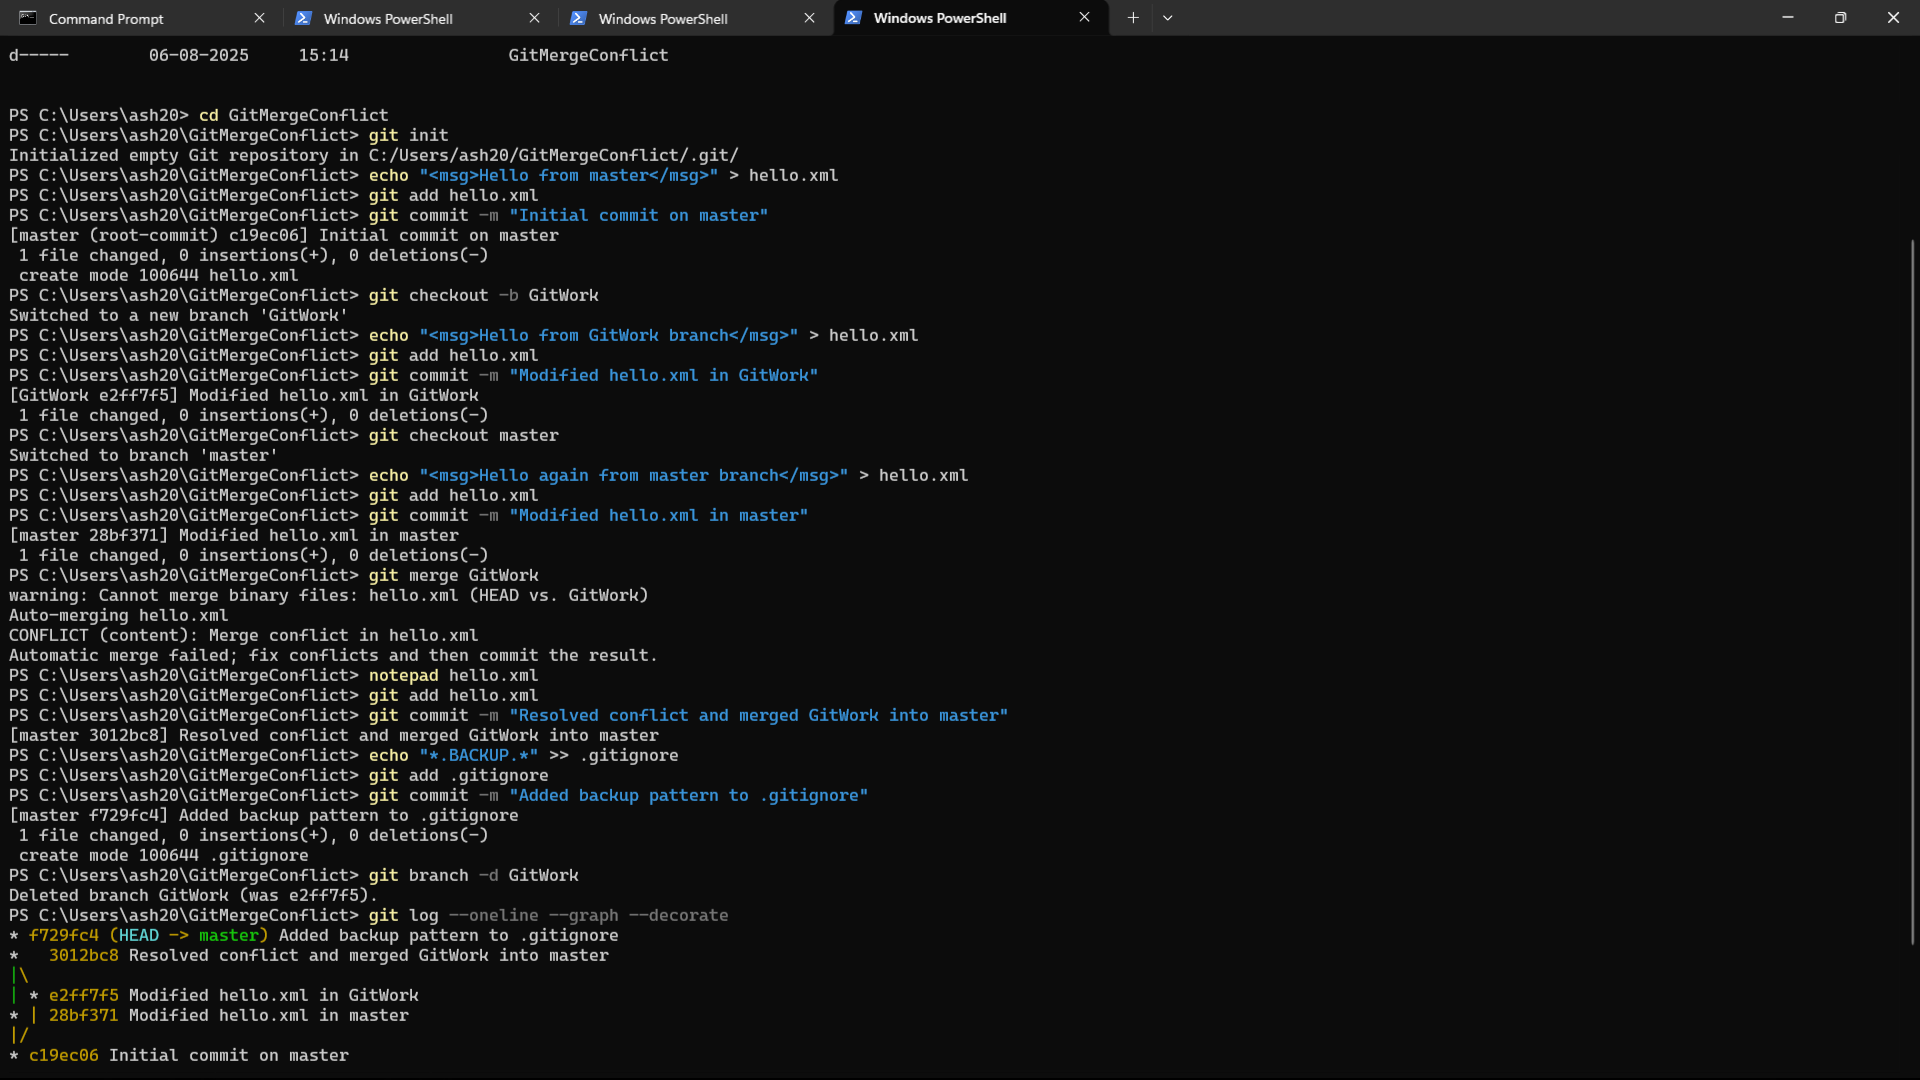 Command Prompt
Windows PowerShell
Windows PowerShell
Windows PowerShell
d-----        06-08-2025     15:14                GitMergeConflict
PS C:\Users\ash20> cd GitMergeConflict
PS C:\Users\ash20\GitMergeConflict> git init
Initialized empty Git repository in C:/Users/ash20/GitMergeConflict/.git/
PS C:\Users\ash20\GitMergeConflict> echo "<msg>Hello from master</msg>" > hello.xml
PS C:\Users\ash20\GitMergeConflict> git add hello.xml
PS C:\Users\ash20\GitMergeConflict> git commit -m "Initial commit on master"
[master (root-commit) c19ec06] Initial commit on master
 1 file changed, 0 insertions(+), 0 deletions(-)
 create mode 100644 hello.xml
PS C:\Users\ash20\GitMergeConflict> git checkout -b GitWork
Switched to a new branch 'GitWork'
PS C:\Users\ash20\GitMergeConflict> echo "<msg>Hello from GitWork branch</msg>" > hello.xml
PS C:\Users\ash20\GitMergeConflict> git add hello.xml
PS C:\Users\ash20\GitMergeConflict> git commit -m "Modified hello.xml in GitWork"
[GitWork e2ff7f5] Modified hello.xml in GitWork
 1 file changed, 0 insertions(+), 0 deletions(-)
PS C:\Users\ash20\GitMergeConflict> git checkout master
Switched to branch 'master'
PS C:\Users\ash20\GitMergeConflict> echo "<msg>Hello again from master branch</msg>" > hello.xml
PS C:\Users\ash20\GitMergeConflict> git add hello.xml
PS C:\Users\ash20\GitMergeConflict> git commit -m "Modified hello.xml in master"
[master 28bf371] Modified hello.xml in master
 1 file changed, 0 insertions(+), 0 deletions(-)
PS C:\Users\ash20\GitMergeConflict> git merge GitWork
warning: Cannot merge binary files: hello.xml (HEAD vs. GitWork)
Auto-merging hello.xml
CONFLICT (content): Merge conflict in hello.xml
Automatic merge failed; fix conflicts and then commit the result.
PS C:\Users\ash20\GitMergeConflict> notepad hello.xml
PS C:\Users\ash20\GitMergeConflict> git add hello.xml
PS C:\Users\ash20\GitMergeConflict> git commit -m "Resolved conflict and merged GitWork into master"
[master 3012bc8] Resolved conflict and merged GitWork into master
PS C:\Users\ash20\GitMergeConflict> echo "*.BACKUP.*" >> .gitignore
PS C:\Users\ash20\GitMergeConflict> git add .gitignore
PS C:\Users\ash20\GitMergeConflict> git commit -m "Added backup pattern to .gitignore"
[master f729fc4] Added backup pattern to .gitignore
 1 file changed, 0 insertions(+), 0 deletions(-)
 create mode 100644 .gitignore
PS C:\Users\ash20\GitMergeConflict> git branch -d GitWork
Deleted branch GitWork (was e2ff7f5).
PS C:\Users\ash20\GitMergeConflict> git log --oneline --graph --decorate
* f729fc4 (HEAD -> master) Added backup pattern to .gitignore
*   3012bc8 Resolved conflict and merged GitWork into master
|\
| * e2ff7f5 Modified hello.xml in GitWork
* | 28bf371 Modified hello.xml in master
|/
* c19ec06 Initial commit on master